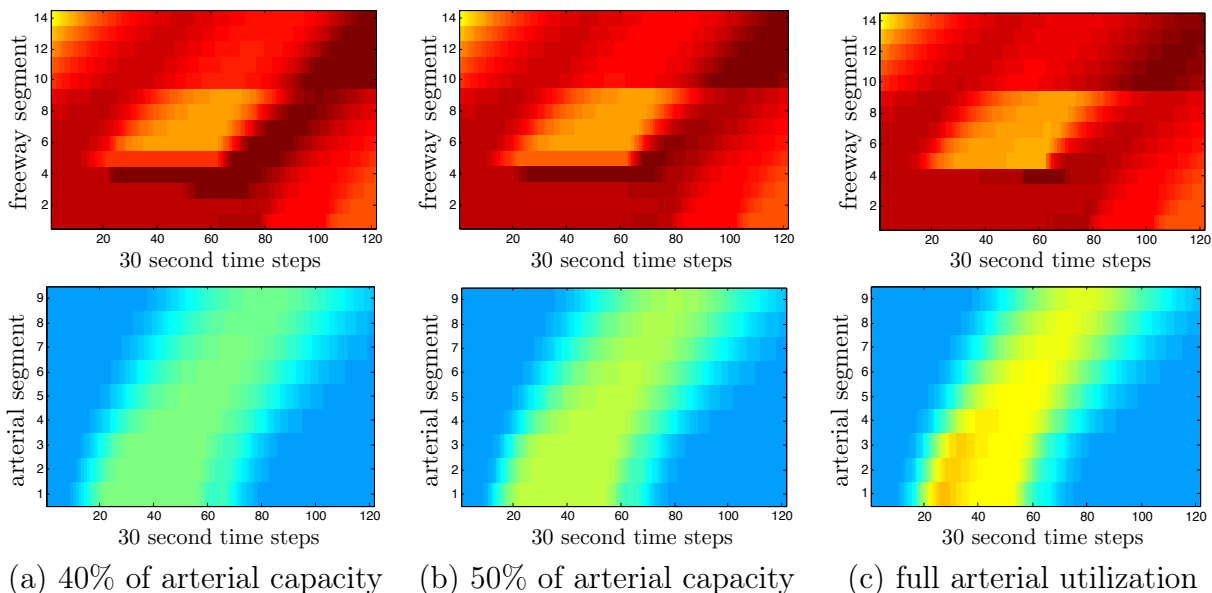 14
12
10
8
6
4
2
freeway segment
20 40 60 80 100 120
30 second time steps
14
12
10
8
6
4
2
freeway segment
20 40 60 80 100 120
30 second time steps
14
12
10
8
6
4
2
freeway segment
20 40 60 80 100 120
30 second time steps
9
8
7
6
5
4
3
2
1
arterial segment
20 40 60 80 100 120
30 second time steps
9
8
7
6
5
4
3
2
1
arterial segment
20 40 60 80 100 120
30 second time steps
9
8
7
6
5
4
3
2
1
arterial segment
20 40 60 80 100 120
30 second time steps
(a) 40% of arterial capacity
(b) 50% of arterial capacity
(c) full arterial utilization